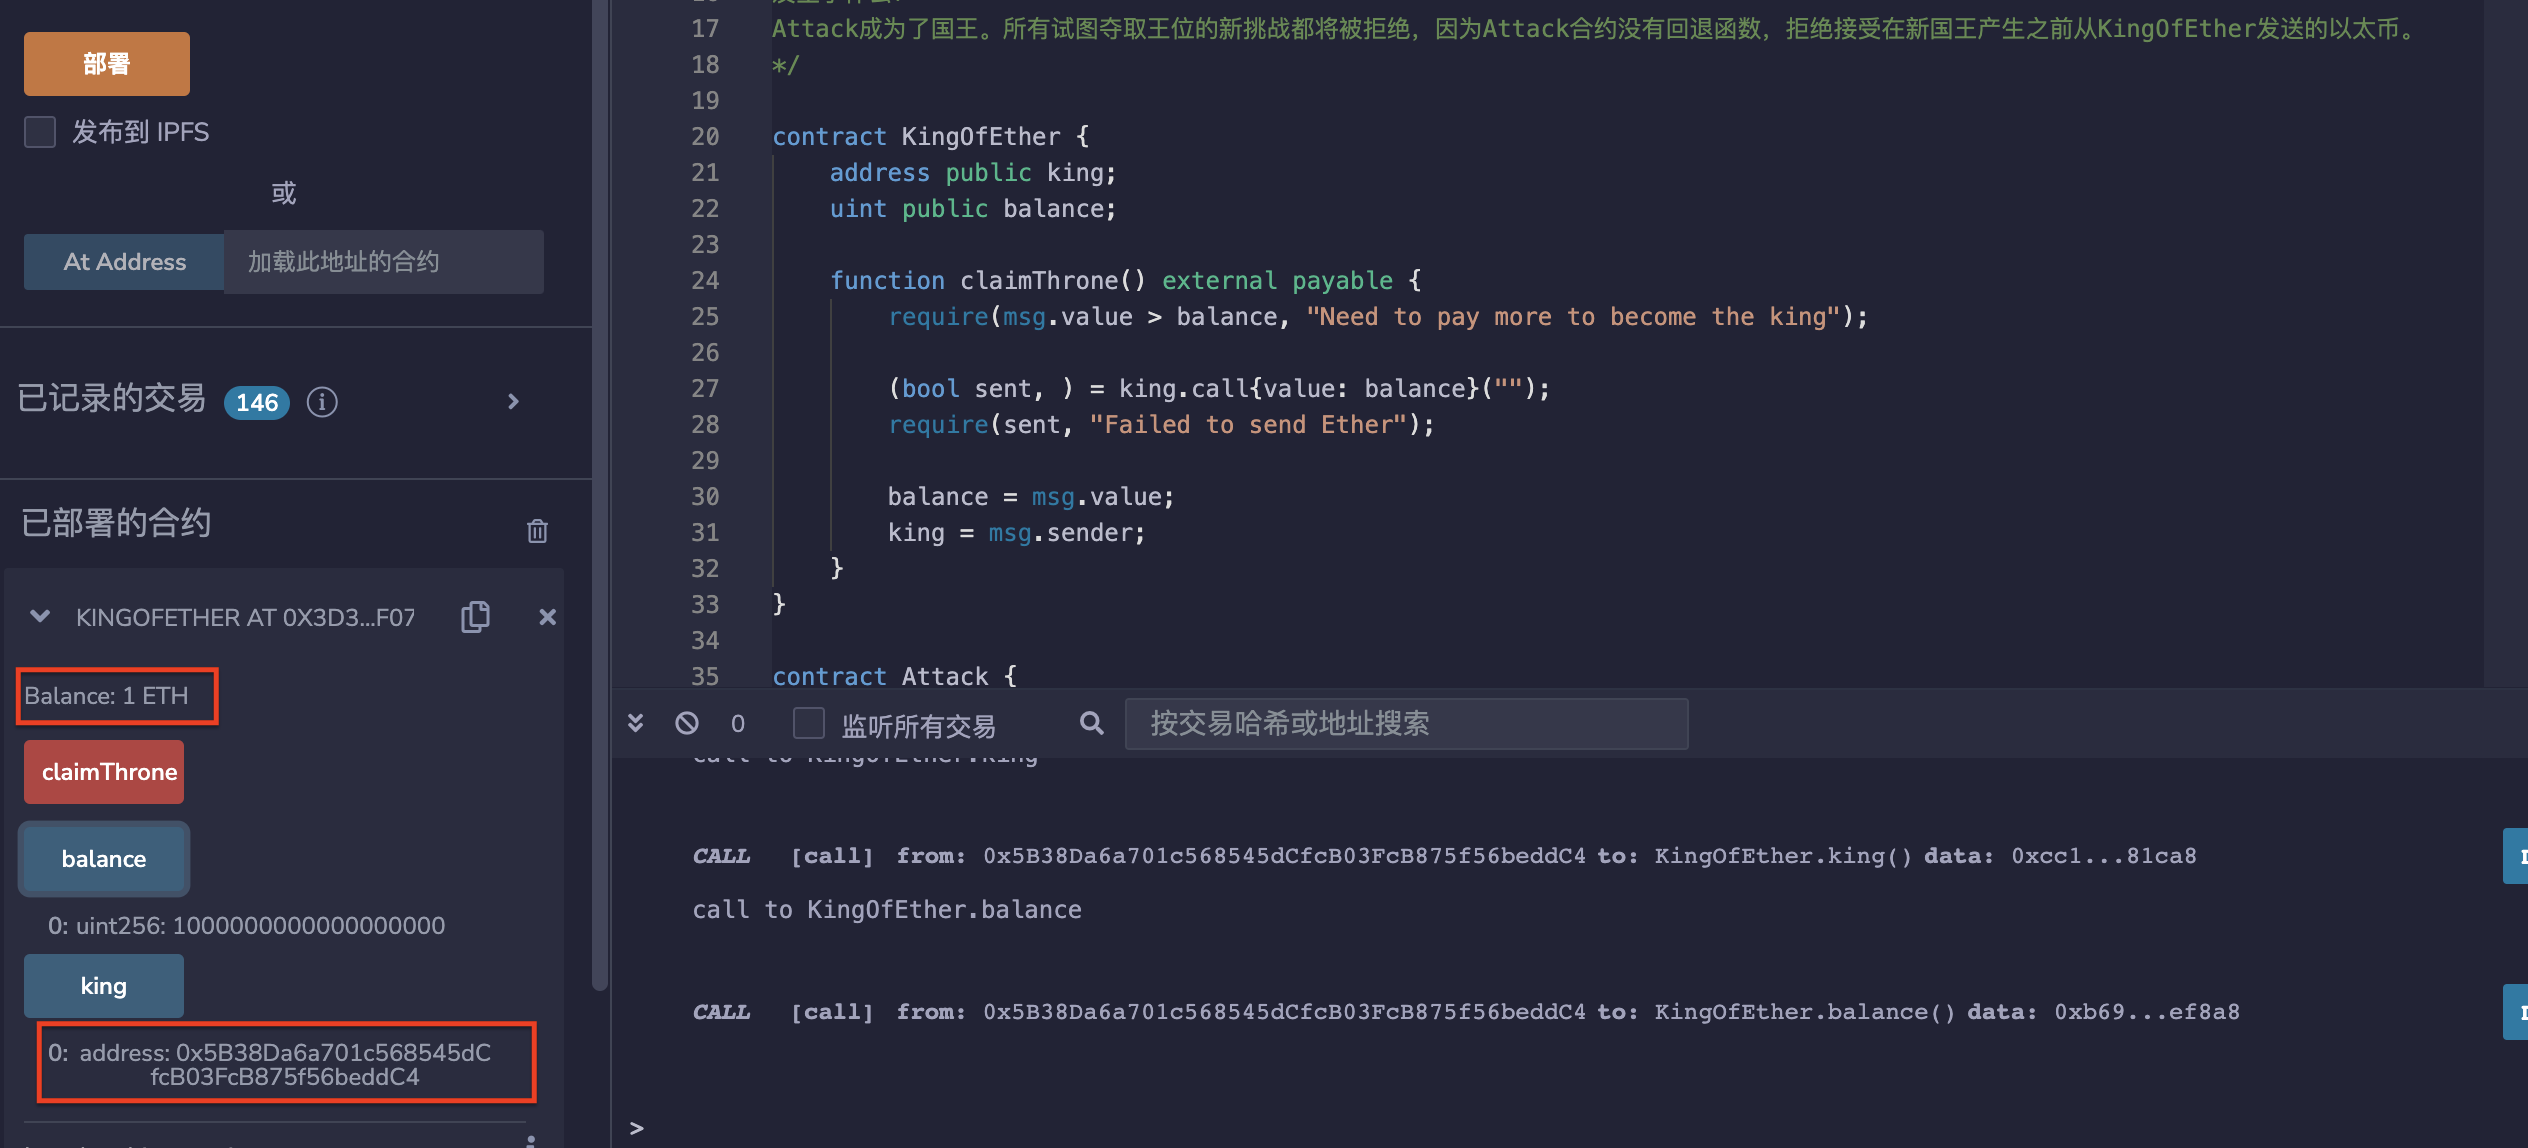 部署
发布到 IPFS
或
At Address
加载此地址的合约
已记录的交易 146
已部署的合约
KINGOFETHER AT 0X3D3...F07
Balance: 1 ETH
claimThrone
balance
0: uint256: 1000000000000000000
king
0: address: 0x5B38Da6a701c568545dC
fcB03FcB875f56beddC4
17 Attack成为了国王。所有试图夺取王位的新挑战都将被拒绝，因为Attack合约没有回退函数，拒绝接受在新国王产生之前从KingOfEther发送的以太币。
18 */
19
20 contract KingOfEther {
21 address public king;
22 uint public balance;
23
24 function claimThrone() external payable {
25 require(msg.value > balance, "Need to pay more to become the king");
26
27 (bool sent, ) = king.call{value: balance}("");
28 require(sent, "Failed to send Ether");
29
30 balance = msg.value;
31 king = msg.sender;
32 }
33 }
34
35 contract Attack {
0 监听所有交易 按交易哈希或地址搜索
call to KingOfEther.king
CALL [call] from: 0x5B38Da6a701c568545dCfcB03FcB875f56beddC4 to: KingOfEther.king() data: 0xcc1...81ca8
call to KingOfEther.balance
CALL [call] from: 0x5B38Da6a701c568545dCfcB03FcB875f56beddC4 to: KingOfEther.balance() data: 0xb69...ef8a8
>